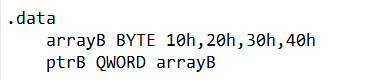 .data
arrayB BYTE 10h,20h,30h,40h
ptrB QWORD arrayB